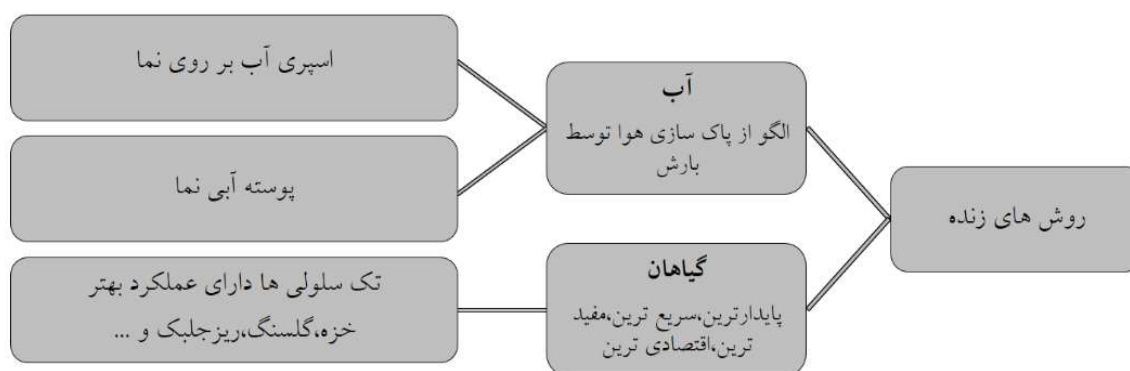 روش های زنده
آب
الگو از پاک سازی هوا توسط
بارش
اسپری آب بر روی نما
پوسته آبی نما
گیاهان
پایدارترین،سریع ترین،مفید
ترین،اقتصادی ترین
تک سلولی ها دارای عملکرد بهتر
خزه،گلسنگ،ریزجلبک و ...